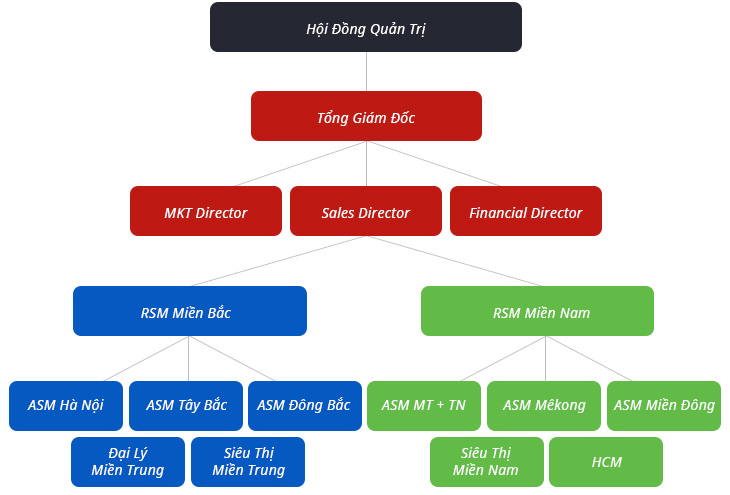 Hội Đồng Quản Trị
Tổng Giám Đốc
MKT Director
Sales Director
Financial Director
RSM Miền Bắc
RSM Miền Nam
ASM Hà Nội
ASM Tây Bắc
ASM Đông Bắc
ASM MT + TN
ASM Mêkong
ASM Miền Đông
Đại Lý
Miền Trung
Siêu Thị
Miền Trung
Siêu Thị
Miền Nam
HCM